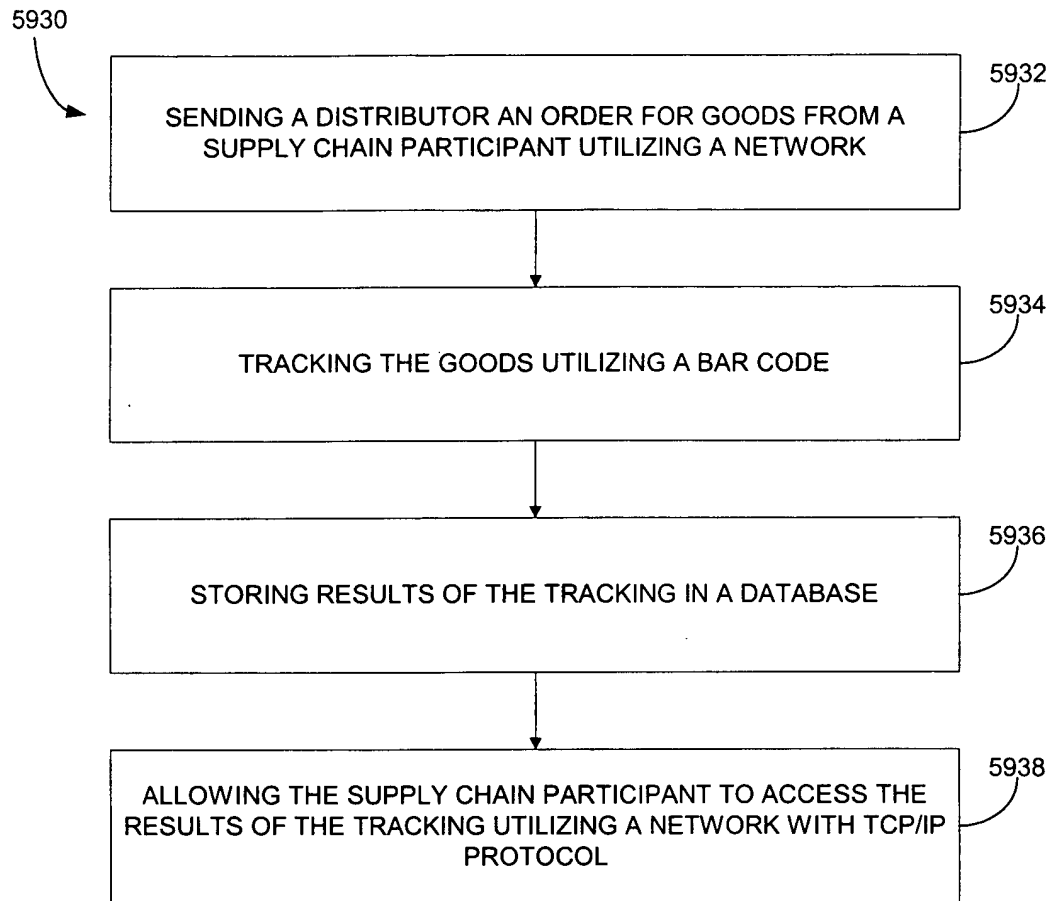 5930
5932
SENDING A DISTRIBUTOR AN ORDER FOR GOODS FROM A
SUPPLY CHAIN PARTICIPANT UTILIZING A NETWORK
5934
TRACKING THE GOODS UTILIZING A BAR CODE
5936
STORING RESULTS OF THE TRACKING IN A DATABASE
5938
ALLOWING THE SUPPLY CHAIN PARTICIPANT TO ACCESS THE
RESULTS OF THE TRACKING UTILIZING A NETWORK WITH TCP/IP
PROTOCOL